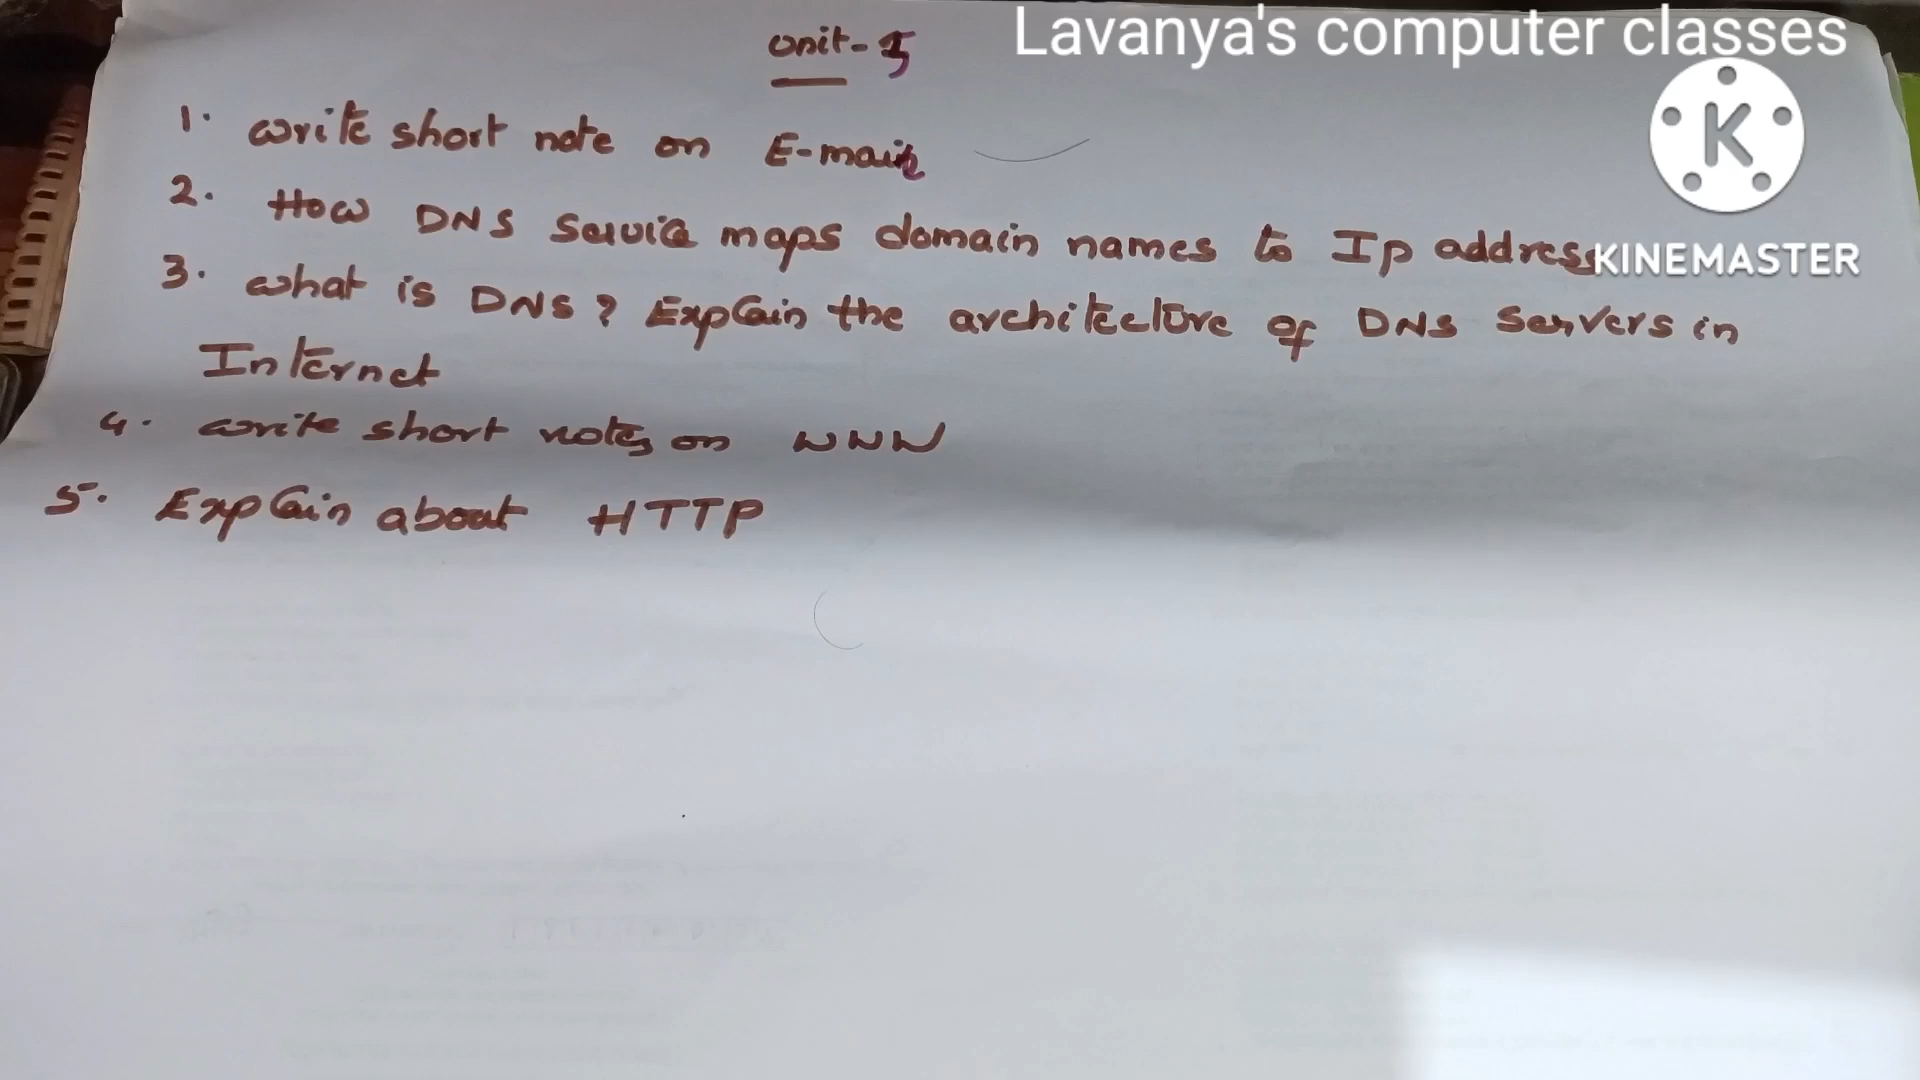 Unit-5
Lavanya's computer classes
1. write short note on E-mail
K
2. How DNS Service maps domain names to Ip address
KINEMASTER
3. what is DNS? Explain the architecture of DNS Servers in
Internet
4. write short notes on WWW
5. Explain about HTTP